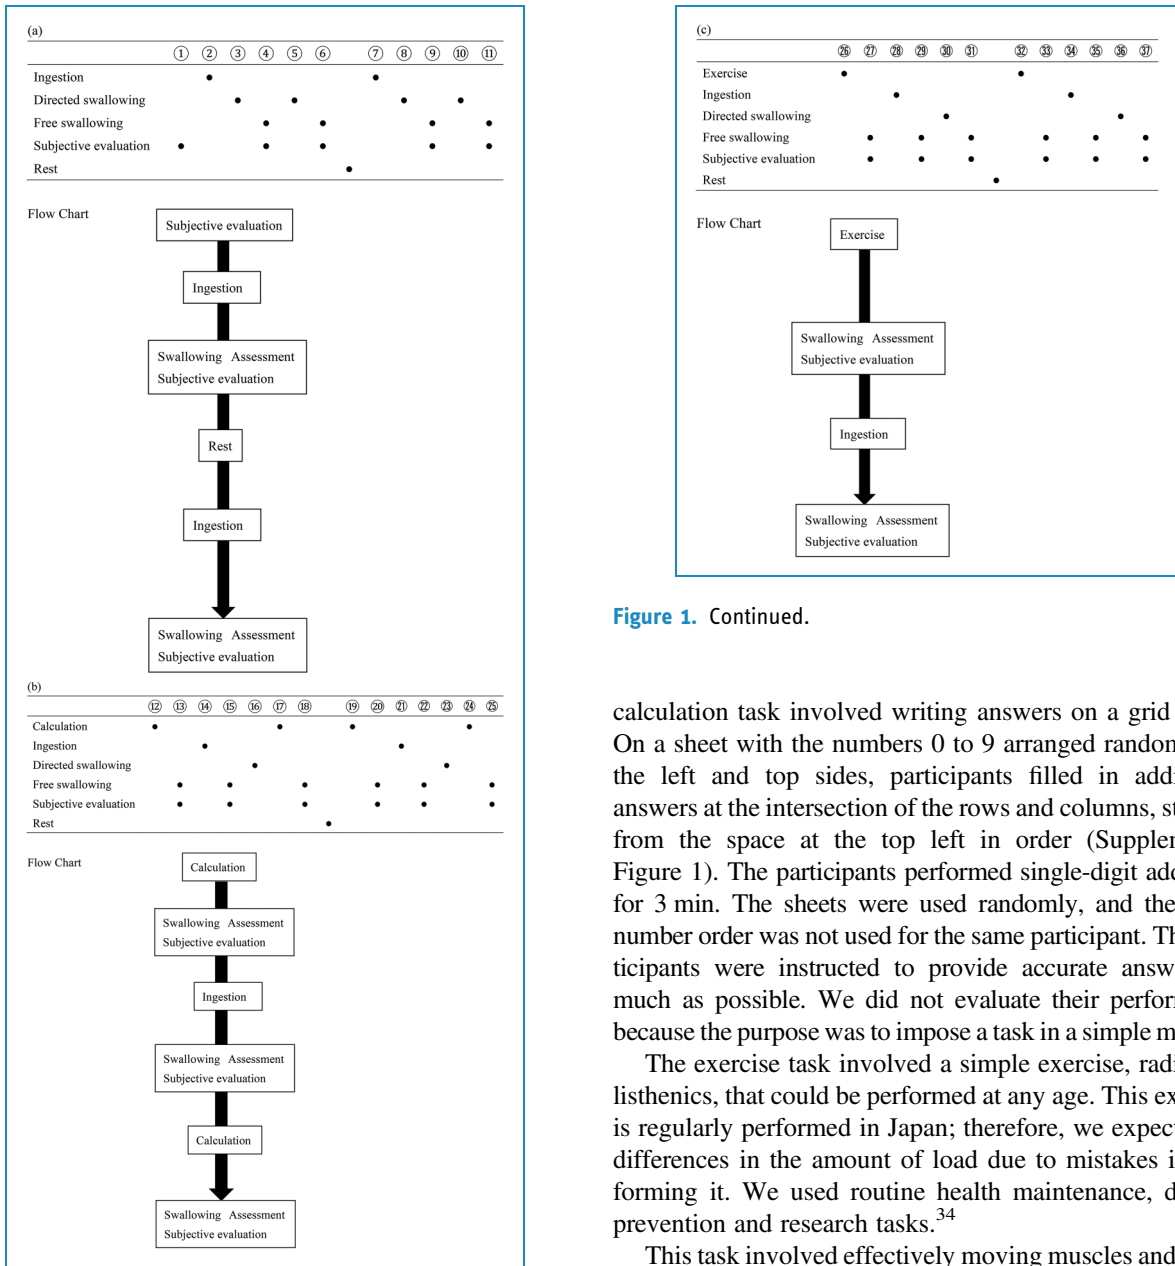 (a)
① ② ③ ④ ⑤ ⑥ ⑦ ⑧ ⑨ ⑩ ⑪
Ingestion
Directed swallowing
Free swallowing
Subjective evaluation
Rest
Flow Chart
Subjective evaluation
Ingestion
Swallowing Assessment
Subjective evaluation
Rest
Ingestion
Swallowing Assessment
Subjective evaluation
(b)
⑫ ⑬ ⑭ ⑮ ⑯ ⑰ ⑱ ⑲ ⑳ ㉑ ㉒ ㉓ ㉔ ㉕
Calculation
Ingestion
Directed swallowing
Free swallowing
Subjective evaluation
Rest
Flow Chart
Calculation
Swallowing Assessment
Subjective evaluation
Ingestion
Swallowing Assessment
Subjective evaluation
Calculation
Swallowing Assessment
Subjective evaluation
(c)
㉖ ㉗ ㉘ ㉙ ㉚ ㉛ ㉜ ㉝ ㉞ ㉟ ㊱ ㊲
Exercise
Ingestion
Directed swallowing
Free swallowing
Subjective evaluation
Rest
Flow Chart
Exercise
Swallowing Assessment
Subjective evaluation
Ingestion
Swallowing Assessment
Subjective evaluation
Figure 1. Continued.
calculation task involved writing answers on a grid
On a sheet with the numbers 0 to 9 arranged random
the left and top sides, participants filled in addi
answers at the intersection of the rows and columns, st
from the space at the top left in order (Supplem
Figure 1). The participants performed single-digit add
for 3 min. The sheets were used randomly, and the
number order was not used for the same participant. Th
ticipants were instructed to provide accurate answ
much as possible. We did not evaluate their perform
because the purpose was to impose a task in a simple m
The exercise task involved a simple exercise, radi
listhenics, that could be performed at any age. This ex
is regularly performed in Japan; therefore, we expec
differences in the amount of load due to mistakes i
forming it. We used routine health maintenance, d
prevention and research tasks.34
This task involved effectively moving muscles and